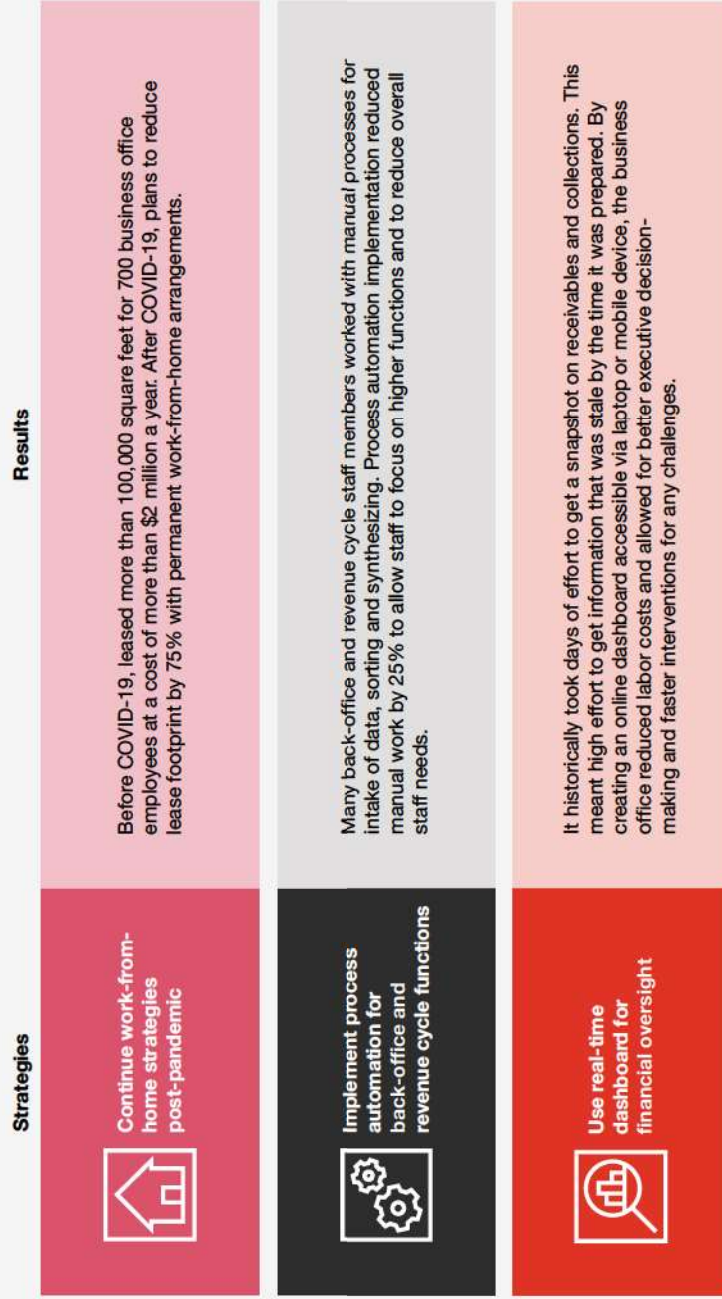 Strategies
Results
Continue work-from-
home strategies
post-pandemic
Before COVID-19, leased more than 100,000 square feet for 700 business office
employees at a cost of more than $2 million a year. After COVID-19, plans to reduce
lease footprint by 75% with permanent work-from-home arrangements.
Implement process
automation for
back-office and
revenue cycle functions
Many back-office and revenue cycle staff members worked with manual processes for
intake of data, sorting and synthesizing. Process automation implementation reduced
manual work by 25% to allow staff to focus on higher functions and to reduce overall
staff needs.
Use real-time
dashboard for
financial oversight
It historically took days of effort to get a snapshot on receivables and collections. This
meant high effort to get information that was stale by the time it was prepared. By
creating an online dashboard accessible via laptop or mobile device, the business
office reduced labor costs and allowed for better executive decision-
making and faster interventions for any challenges.